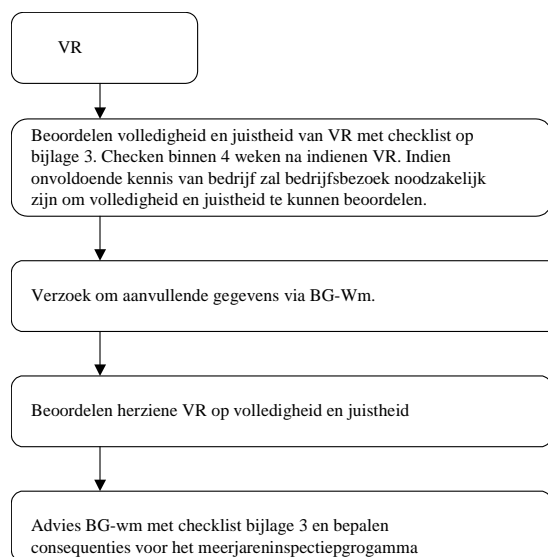 VR
Beoordelen volledigheid en juistheid van VR met checklist op
bijlage 3. Checken binnen 4 weken na indienen VR. Indien
onvoldoende kennis van bedrijf zal bedrijfsbezoek noodzakelijk
zijn om volledigheid en juistheid te kunnen beoordelen.
Verzoek om aanvullende gegevens via BG-Wm.
Beoordelen herziene VR op volledigheid en juistheid
Advies BG-wm met checklist bijlage 3 en bepalen
consequenties voor het meerjareninspectiepgrogamma